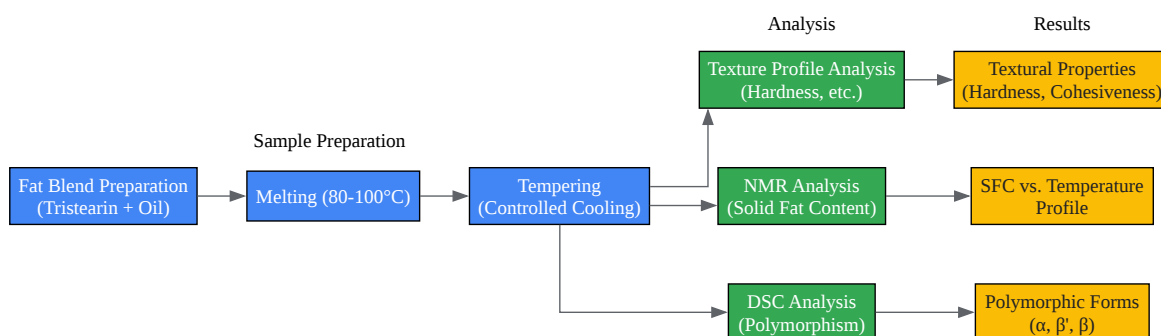 Analysis
Results
Texture Profile Analysis
(Hardness, etc.)
Textural Properties
(Hardness, Cohesiveness)
Sample Preparation
Fat Blend Preparation
(Tristearin + Oil)
Melting (80-100°C)
Tempering
(Controlled Cooling)
NMR Analysis
(Solid Fat Content)
SFC vs. Temperature
Profile
DSC Analysis
(Polymorphism)
Polymorphic Forms
(α, β', β)